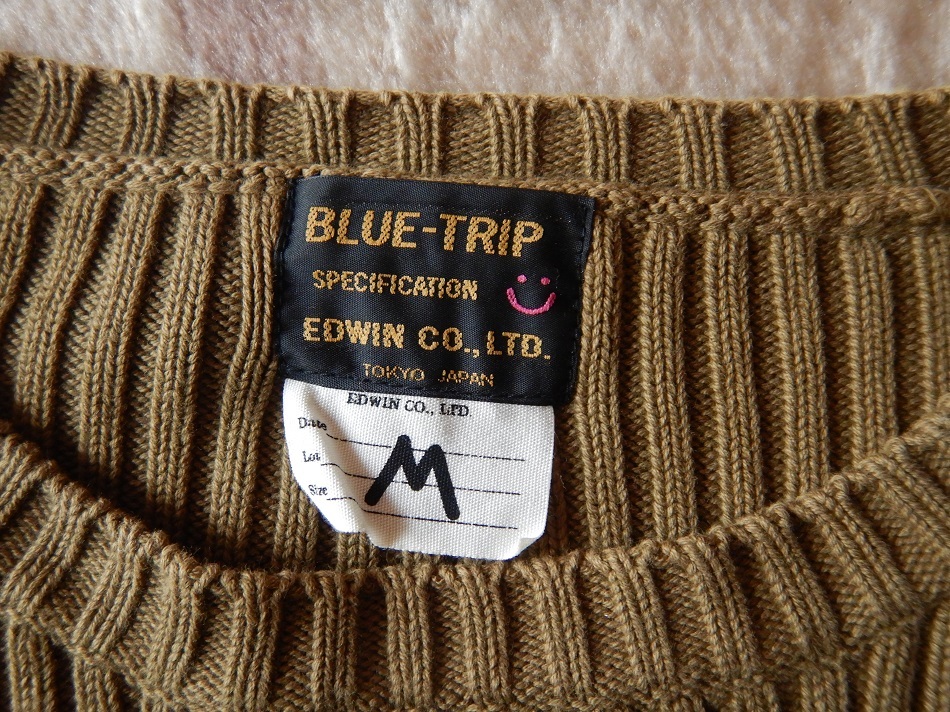 BLUE-TRIP
SPECIFICATION
EDWIN CO., LTD.
TOKYO JAPAN
EDWIN CO., LTD
Date
Lot
Size
M